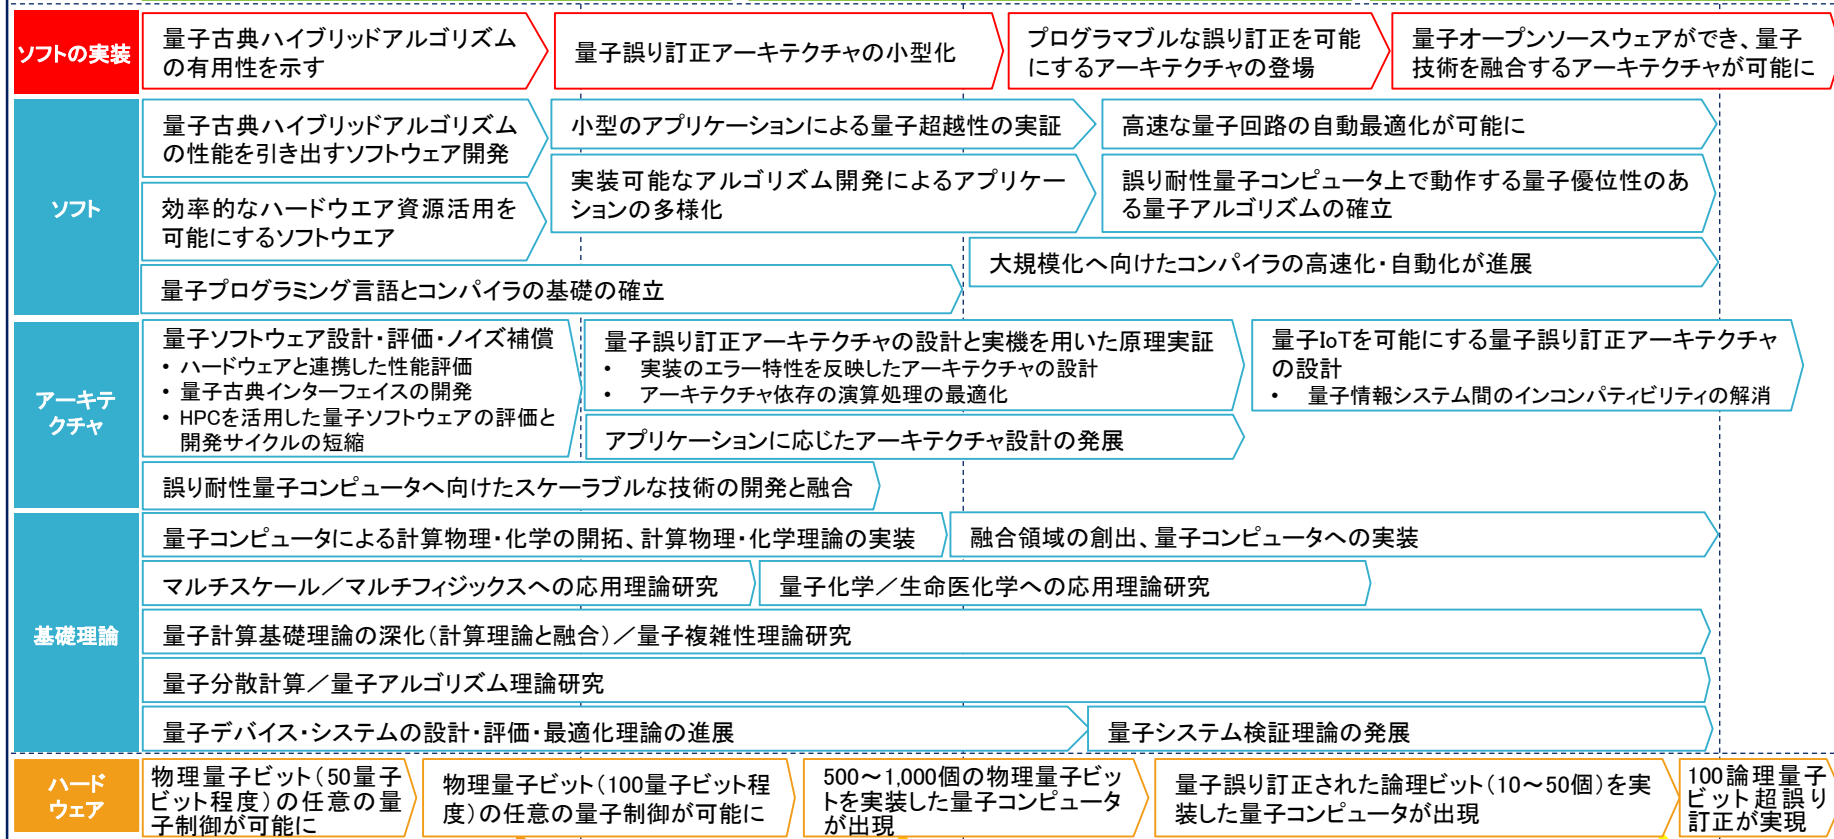 ソフトの実装
量子古典ハイブリッドアルゴリズム
の有用性を示す
量子誤り訂正アーキテクチャの小型化
プログラマブルな誤り訂正を可能
にするアーキテクチャの登場
量子オープンソースウェアができ、量子
技術を融合するアーキテクチャが可能に
ソフト
量子古典ハイブリッドアルゴリズム
の性能を引き出すソフトウェア開発
小型のアプリケーションによる量子超越性の実証
高速な量子回路の自動最適化が可能に
効率的なハードウエア資源活用を
可能にするソフトウエア
実装可能なアルゴリズム開発によるアプリケー
ションの多様化
誤り耐性量子コンピュータ上で動作する量子優位性のあ
る量子アルゴリズムの確立
大規模化へ向けたコンパイラの高速化・自動化が進展
量子プログラミング言語とコンパイラの基礎の確立
アーキテ
クチャ
量子ソフトウェア設計・評価・ノイズ補償
• ハードウェアと連携した性能評価
• 量子古典インターフェイスの開発
• HPCを活用した量子ソフトウェアの評価と
開発サイクルの短縮
量子誤り訂正アーキテクチャの設計と実機を用いた原理実証
• 実装のエラー特性を反映したアーキテクチャの設計
• アーキテクチャ依存の演算処理の最適化
量子IoTを可能にする量子誤り訂正アーキテクチャ
の設計
• 量子情報システム間のインコンパティビリティの解消
アプリケーションに応じたアーキテクチャ設計の発展
誤り耐性量子コンピュータへ向けたスケーラブルな技術の開発と融合
基礎理論
量子コンピュータによる計算物理・化学の開拓、計算物理・化学理論の実装
融合領域の創出、量子コンピュータへの実装
マルチスケール／マルチフィジックスへの応用理論研究
量子化学／生命医化学への応用理論研究
量子計算基礎理論の深化（計算理論と融合）／量子複雑性理論研究
量子分散計算／量子アルゴリズム理論研究
量子デバイス・システムの設計・評価・最適化理論の進展
量子システム検証理論の発展
ハード
ウェア
物理量子ビット（50量子
ビット程度）の任意の量
子制御が可能に
物理量子ビット（100量子ビット程
度）の任意の量子制御が可能に
500～1,000個の物理量子ビッ
トを実装した量子コンピュータ
が出現
量子誤り訂正された論理ビット（10～50個）を実
装した量子コンピュータが出現
100論理量子
ビット超誤り
訂正が実現